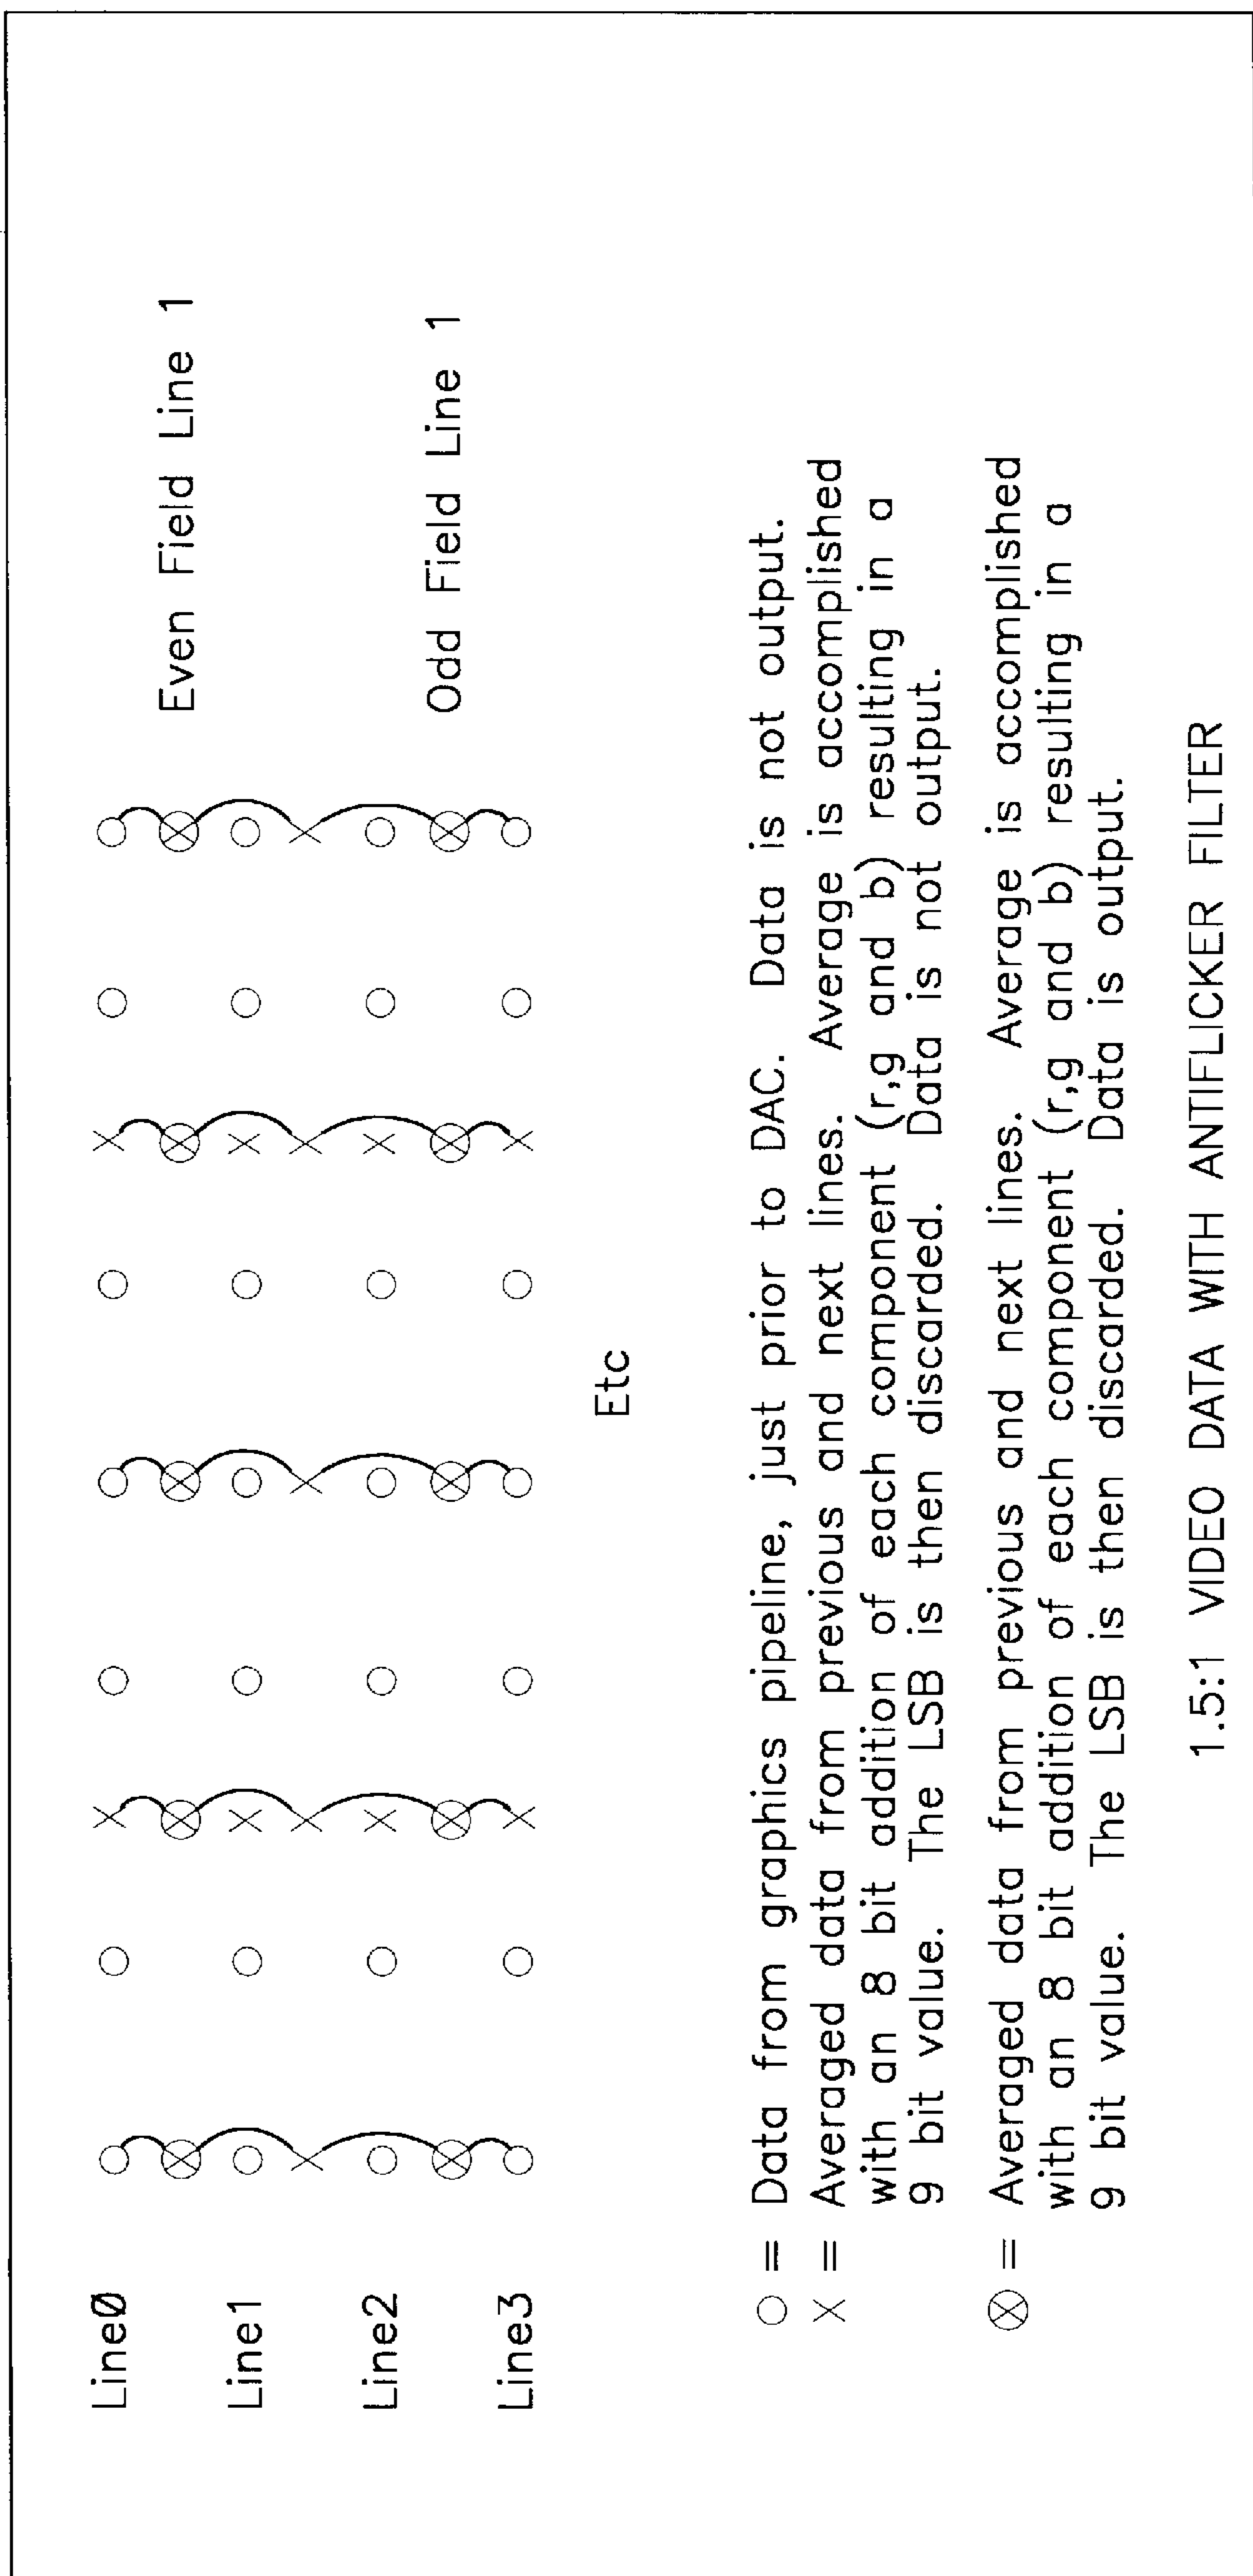 Line0
Even Field Line 1
Line1
Line2
Odd Field Line 1
Line3
Etc
○ = Data from graphics pipeline, just prior to DAC. Data is not output.
× = Averaged data from previous and next lines. Average is accomplished
with an 8 bit addition of each component (r,g and b) resulting in a
9 bit value. The LSB is then discarded. Data is not output.
⊗ = Averaged data from previous and next lines. Average is accomplished
with an 8 bit addition of each component (r,g and b) resulting in a
9 bit value. The LSB is then discarded. Data is output.
1.5:1 VIDEO DATA WITH ANTIFLICKER FILTER